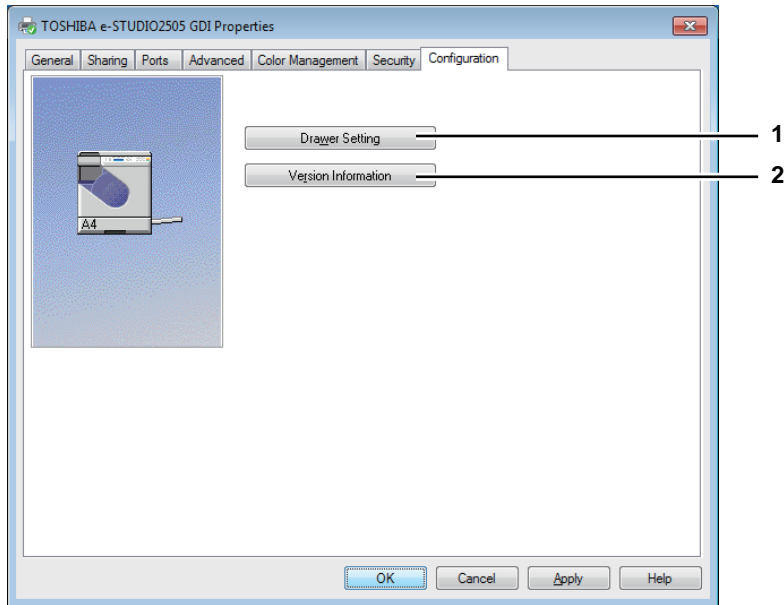 TOSHIBA e-STUDIO2505 GDI Properties
General Sharing Ports Advanced Color Management Security Configuration
Drawer Setting 1
Version Information 2
A4
OK Cancel Apply Help